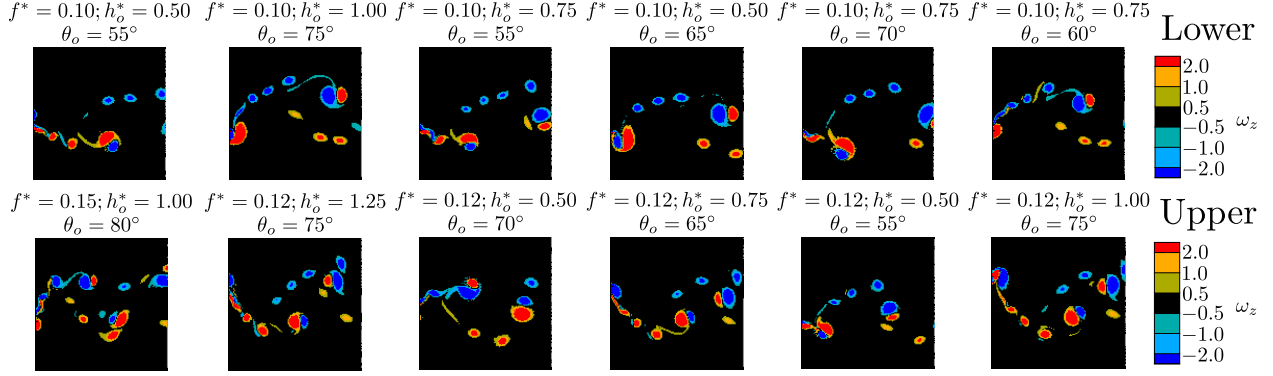 f* = 0.10; h*ₒ = 0.50 f* = 0.10; h*ₒ = 1.00 f* = 0.10; h*ₒ = 0.75 f* = 0.10; h*ₒ = 0.50 f* = 0.10; h*ₒ = 0.75 f* = 0.10; h*ₒ = 0.75
θₒ = 55° θₒ = 75° θₒ = 55° θₒ = 65° θₒ = 70° θₒ = 60°
Lower
2.0
1.0
0.5
−0.5
−1.0
−2.0
ω_z
f* = 0.15; h*ₒ = 1.00 f* = 0.12; h*ₒ = 1.25 f* = 0.12; h*ₒ = 0.50 f* = 0.12; h*ₒ = 0.75 f* = 0.12; h*ₒ = 0.50 f* = 0.12; h*ₒ = 1.00
θₒ = 80° θₒ = 75° θₒ = 70° θₒ = 65° θₒ = 55° θₒ = 75°
Upper
2.0
1.0
0.5
−0.5
−1.0
−2.0
ω_z